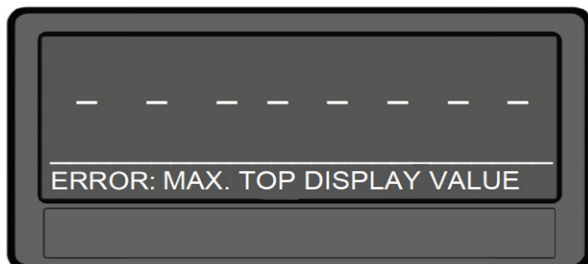 – – – – – – – –
ERROR: MAX. TOP DISPLAY VALUE